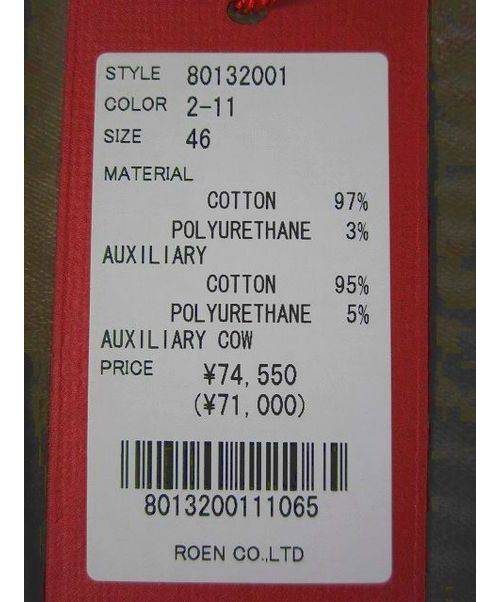 STYLE 80132001
COLOR 2-11
SIZE 46
MATERIAL
COTTON 97%
POLYURETHANE 3%
AUXILIARY
COTTON 95%
POLYURETHANE 5%
AUXILIARY COW
PRICE ¥74,550
(¥71,000)
8013200111065
ROEN CO.,LTD